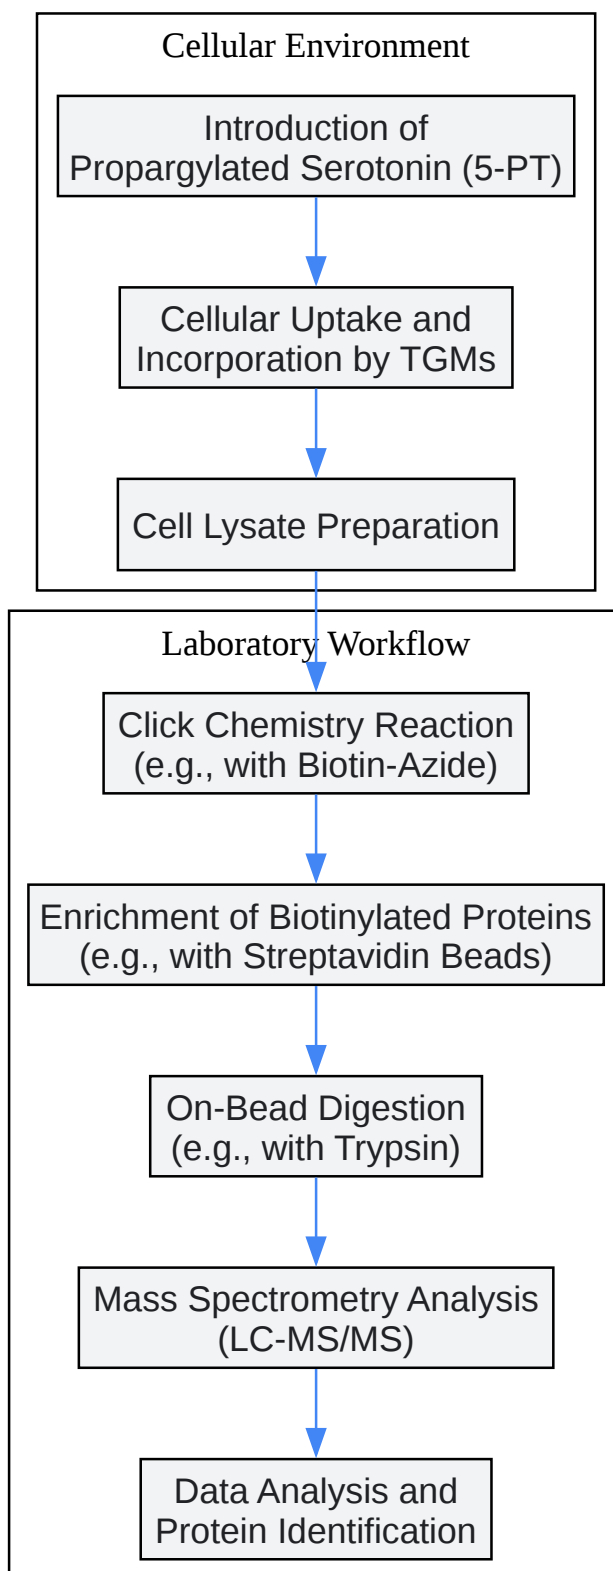 Cellular Environment
Introduction of
Propargylated Serotonin (5-PT)
Cellular Uptake and
Incorporation by TGMs
Cell Lysate Preparation
Laboratory Workflow
Click Chemistry Reaction
(e.g., with Biotin-Azide)
Enrichment of Biotinylated Proteins
(e.g., with Streptavidin Beads)
On-Bead Digestion
(e.g., with Trypsin)
Mass Spectrometry Analysis
(LC-MS/MS)
Data Analysis and
Protein Identification